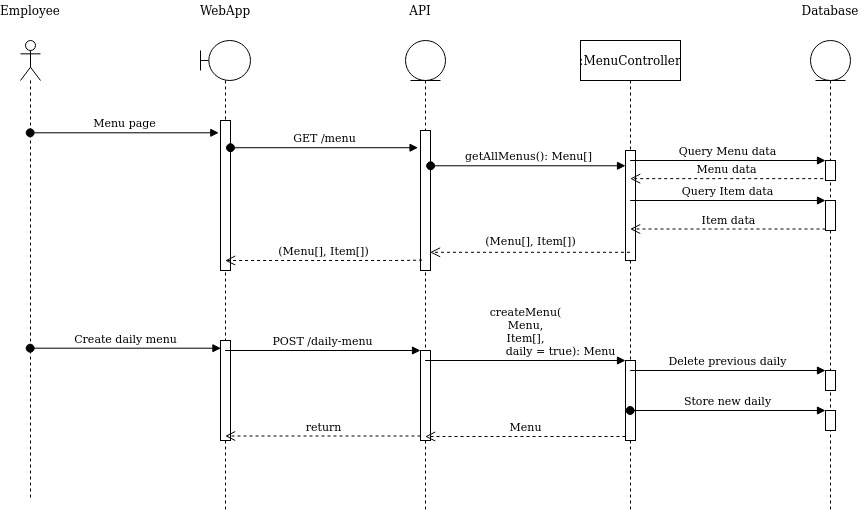 Employee
WebApp
API
Database
:MenuController
Menu page
GET /menu
getAllMenus(): Menu[]
Query Menu data
Menu data
Query Item data
Item data
(Menu[], Item[])
(Menu[], Item[])
createMenu(
Menu,
Item[],
daily = true): Menu
Create daily menu
POST /daily-menu
Delete previous daily
Store new daily
Menu
return